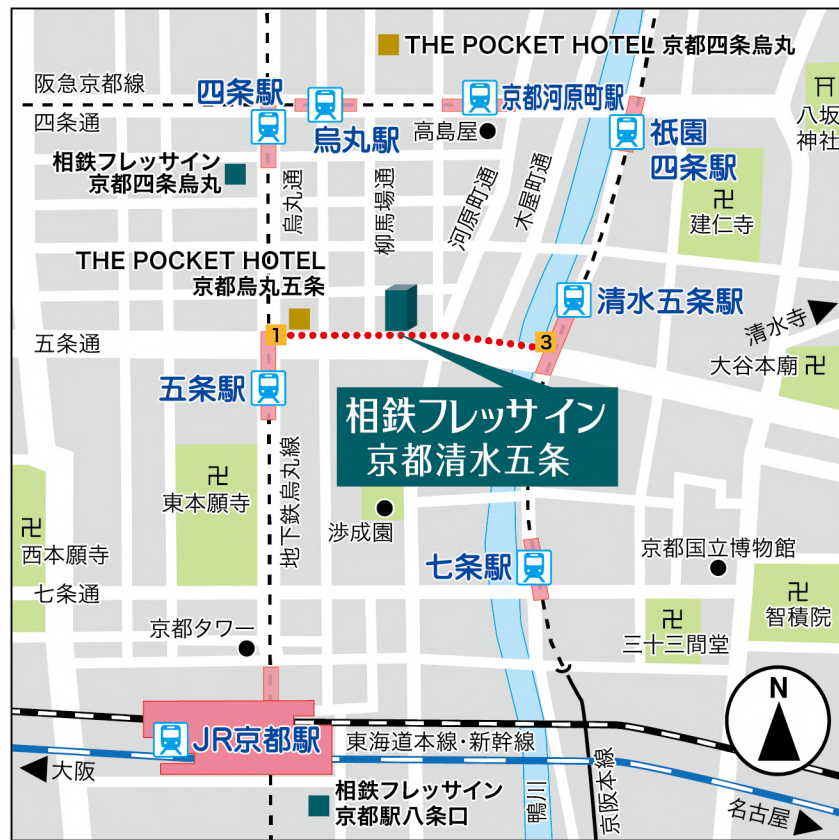 THE POCKET HOTEL 京都四条烏丸
阪急京都線
四条駅
京都河原町駅
四条通
烏丸駅
高島屋
祇園
四条駅
八坂
神社
相鉄フレッサイン
京都四条烏丸
烏丸通
柳馬場通
河原町通
木屋町通
建仁寺
THE POCKET HOTEL
京都烏丸五条
清水五条駅
清水寺
五条通
1
3
大谷本廟
五条駅
相鉄フレッサイン
京都清水五条
東本願寺
地下鉄烏丸線
渉成園
西本願寺
七条駅
京都国立博物館
七条通
智積院
京都タワー
三十三間堂
N
JR京都駅
東海道本線・新幹線
大阪
相鉄フレッサイン
京都駅八条口
鴨川
京阪本線
名古屋